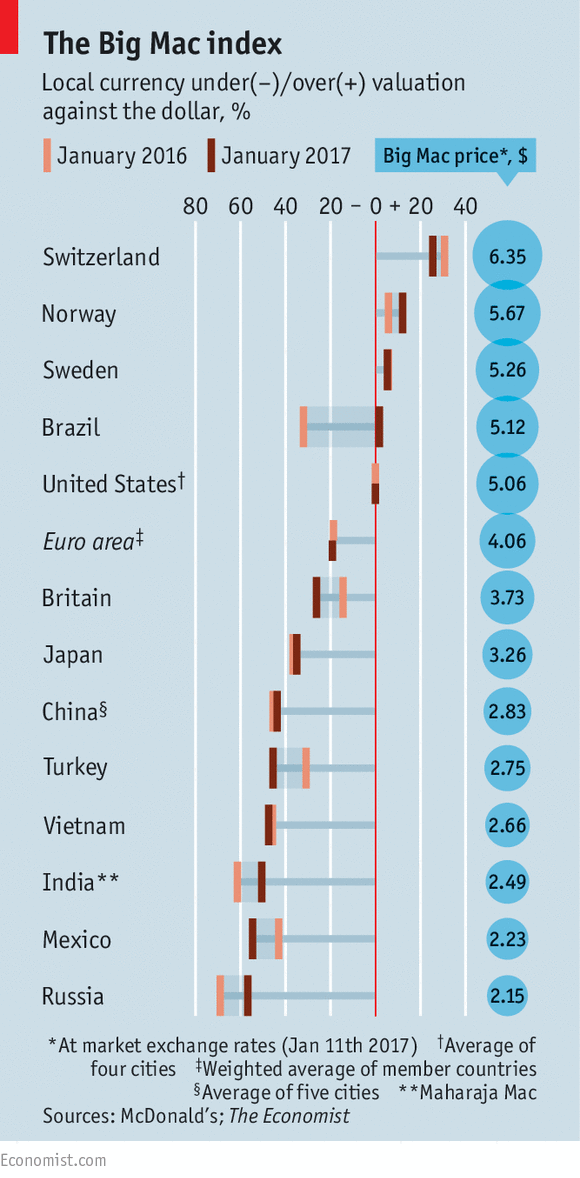 The Big Mac index
Local currency under(−)/over(+) valuation
against the dollar, %
January 2016 January 2017 Big Mac price*, $
80 60 40 20 − 0 + 20 40
Switzerland 6.35
Norway 5.67
Sweden 5.26
Brazil 5.12
United States† 5.06
Euro area‡ 4.06
Britain 3.73
Japan 3.26
China§ 2.83
Turkey 2.75
Vietnam 2.66
India** 2.49
Mexico 2.23
Russia 2.15
*At market exchange rates (Jan 11th 2017) †Average of
four cities ‡Weighted average of member countries
§Average of five cities **Maharaja Mac
Sources: McDonald's; The Economist
Economist.com